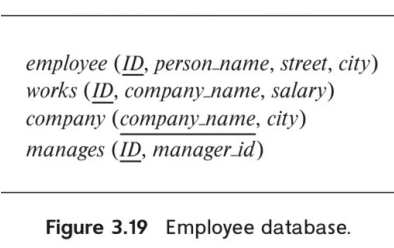 employee (ID, person_name, street, city)
works (ID, company_name, salary)
company (company_name, city)
manages (ID, manager_id)
Figure 3.19 Employee database.